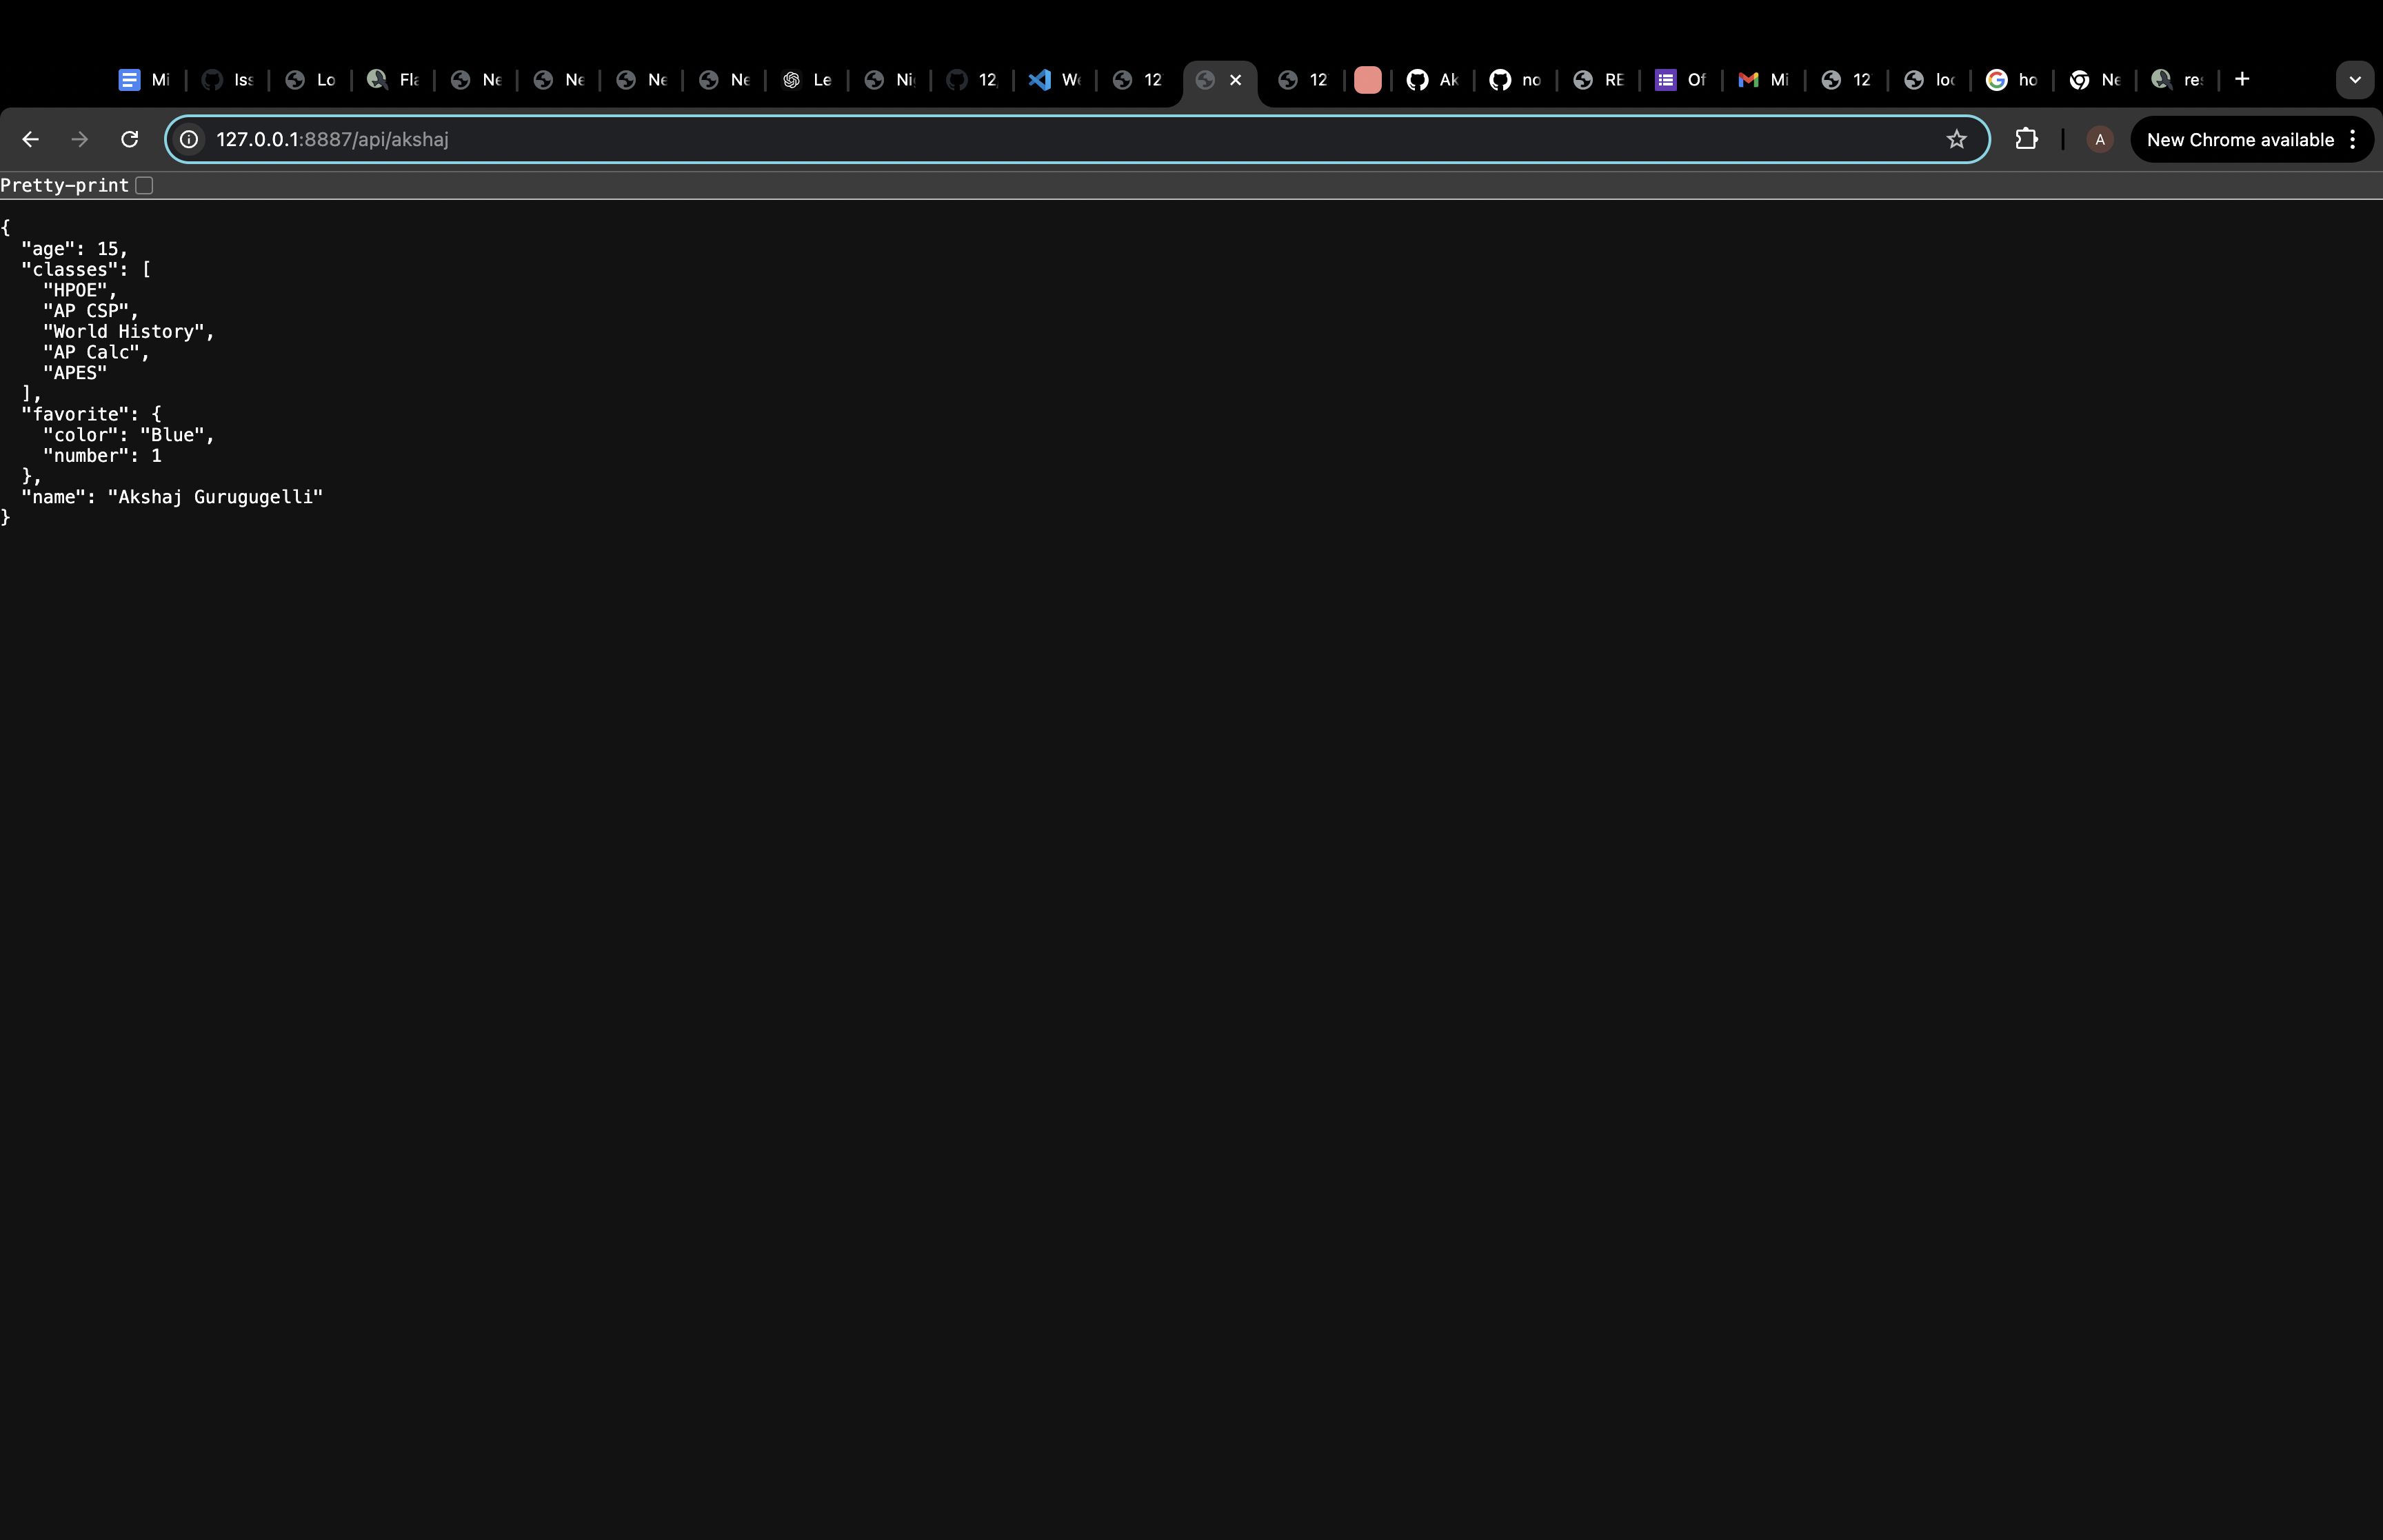 Mi Iss Lo Fla Ne Ne Ne Ne Le Ni 12 We 12 12 Ak no RE Of Mi 12 loc ho Ne res
127.0.0.1:8887/api/akshaj
New Chrome available
A
Pretty-print
{
  "age": 15,
  "classes": [
    "HPOE",
    "AP CSP",
    "World History",
    "AP Calc",
    "APES"
  ],
  "favorite": {
    "color": "Blue",
    "number": 1
  },
  "name": "Akshaj Gurugugelli"
}